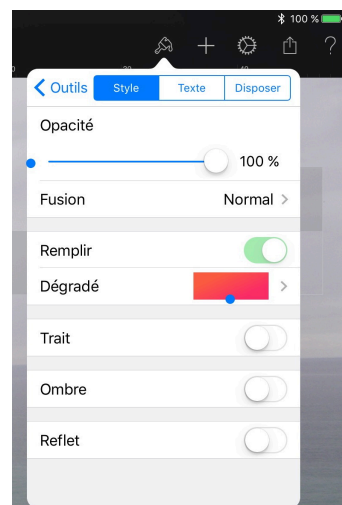 100 %
?
Outils Style Texte Disposer
Opacité
100 %
Fusion Normal
Remplir
Dégradé
Trait
Ombre
Reflet